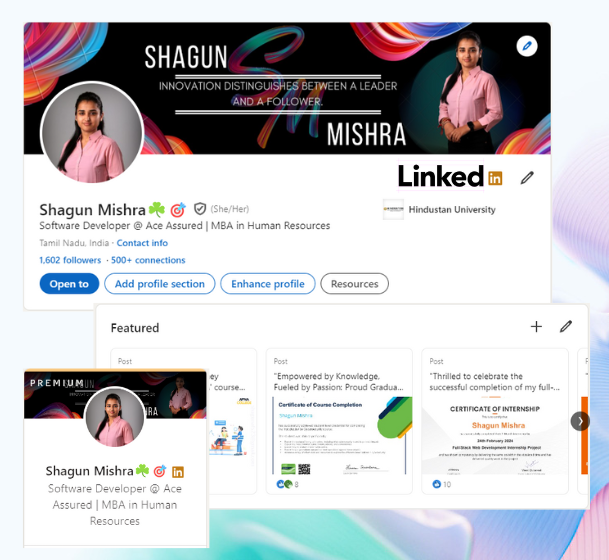 SHAGUN
INNOVATION DISTINGUISHES BETWEEN A LEADER
AND A FOLLOWER.
MISHRA
Linked in
Shagun Mishra (She/Her)
Hindustan University
Software Developer @ Ace Assured | MBA in Human Resources
Tamil Nadu, India · Contact info
1,602 followers · 500+ connections
Open to
Add profile section
Enhance profile
Resources
Featured
Post
ey
' course...
Post
"Empowered by Knowledge,
Fueled by Passion: Proud Gradua...
Certificate of Course Completion
Shagun Mishra
8
Post
"Thrilled to celebrate the
successful completion of my full-...
CERTIFICATE OF INTERNSHIP
Shagun Mishra
24th February 2024
Full Stack Web Development Internship Project
10
PREMIUM
Shagun Mishra in
Software Developer @ Ace
Assured | MBA in Human
Resources